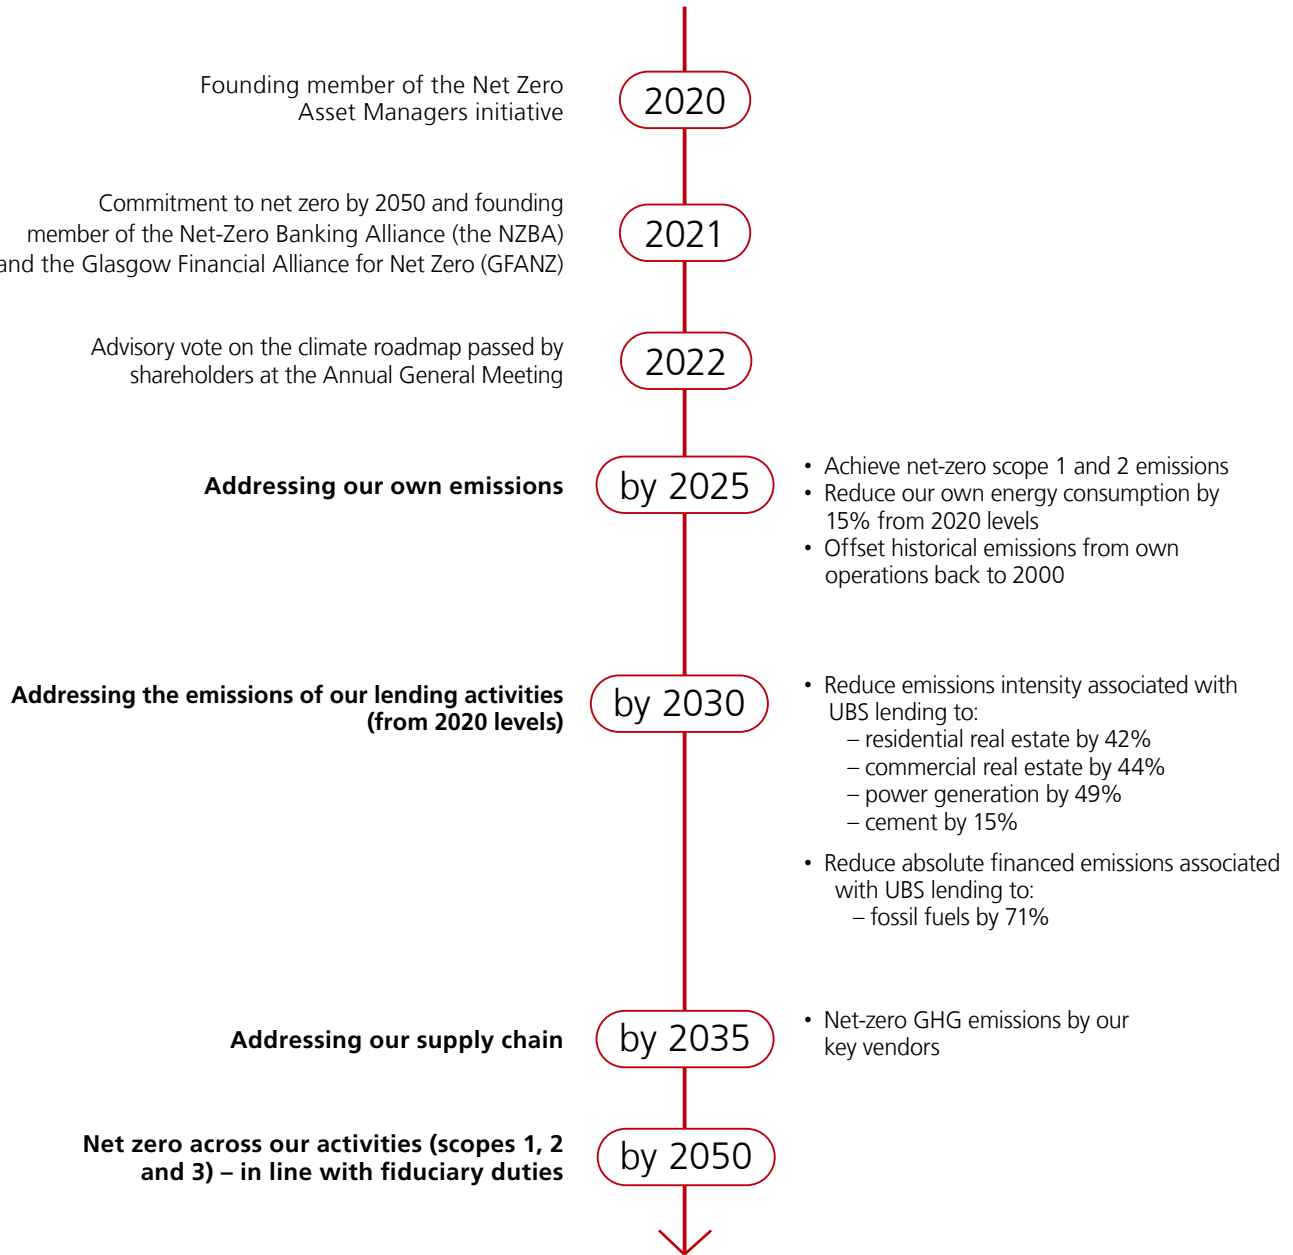 Founding member of the Net Zero
Asset Managers initiative
2020
Commitment to net zero by 2050 and founding
member of the Net-Zero Banking Alliance (the NZBA)
and the Glasgow Financial Alliance for Net Zero (GFANZ)
2021
Advisory vote on the climate roadmap passed by
shareholders at the Annual General Meeting
2022
Addressing our own emissions
by 2025
• Achieve net-zero scope 1 and 2 emissions
• Reduce our own energy consumption by
15% from 2020 levels
• Offset historical emissions from own
operations back to 2000
Addressing the emissions of our lending activities
(from 2020 levels)
by 2030
• Reduce emissions intensity associated with
UBS lending to:
– residential real estate by 42%
– commercial real estate by 44%
– power generation by 49%
– cement by 15%
• Reduce absolute financed emissions associated
with UBS lending to:
– fossil fuels by 71%
Addressing our supply chain
by 2035
• Net-zero GHG emissions by our
key vendors
Net zero across our activities (scopes 1, 2
and 3) – in line with fiduciary duties
by 2050